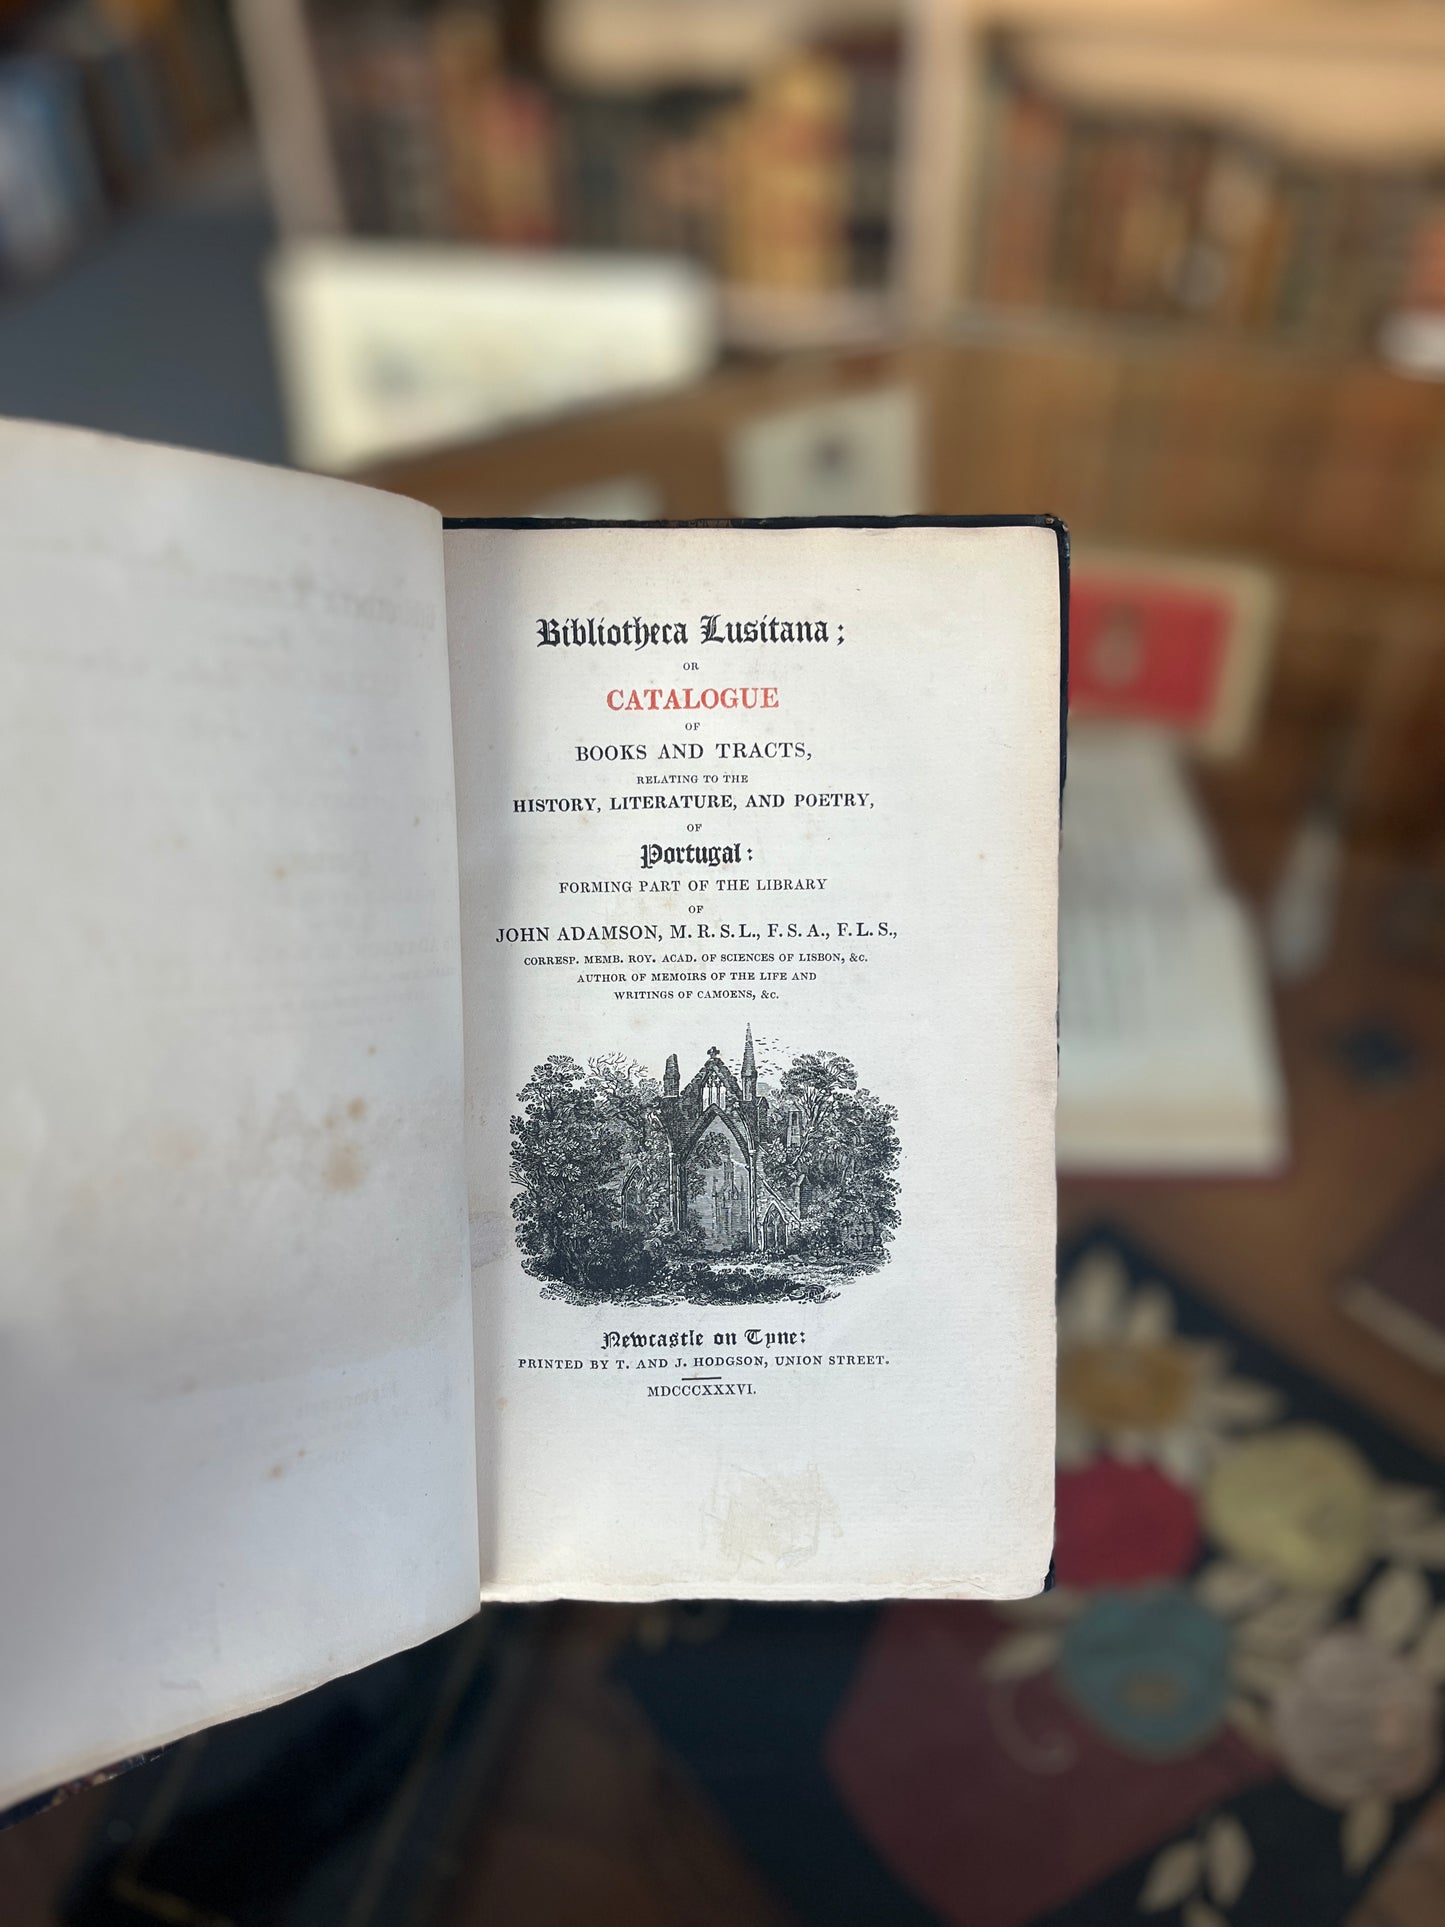 Bibliotheca Lusitana;
OR
CATALOGUE
OF
BOOKS AND TRACTS,
RELATING TO THE
HISTORY, LITERATURE, AND POETRY,
OF
Portugal:
FORMING PART OF THE LIBRARY
OF
JOHN ADAMSON, M. R. S. L., F. S. A., F. L. S.,
CORRESP. MEMB. ROY. ACAD. OF SCIENCES OF LISBON, &c.
AUTHOR OF MEMOIRS OF THE LIFE AND
WRITINGS OF CAMOENS, &c.
Newcastle on Tyne:
PRINTED BY T. AND J. HODGSON, UNION STREET.
MDCCCXXXVI.